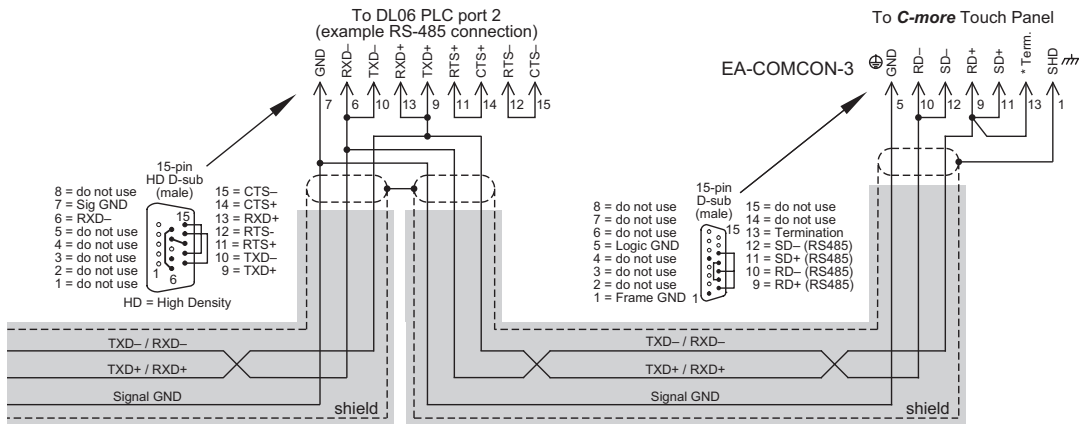 To DL06 PLC port 2
(example RS-485 connection)
GND
RXD–
TXD–
RXD+
TXD+
RTS+
CTS+
RTS–
CTS–
7
6
10
13
9
11
14
12
15
To C-more Touch Panel
EA-COMCON-3
GND
RD–
SD–
RD+
SD+
* Term.
SHD
5
10
12
9
11
13
1
15-pin
HD D-sub
(male)
8 = do not use
7 = Sig GND
6 = RXD–
5 = do not use
4 = do not use
3 = do not use
2 = do not use
1 = do not use
15
1
6
15 = CTS–
14 = CTS+
13 = RXD+
12 = RTS-
11 = RTS+
10 = TXD–
9 = TXD+
HD = High Density
15-pin
D-sub
(male)
8 = do not use
7 = do not use
6 = do not use
5 = Logic GND
4 = do not use
3 = do not use
2 = do not use
1 = Frame GND
15
1
15 = do not use
14 = do not use
13 = Termination
12 = SD– (RS485)
11 = SD+ (RS485)
10 = RD– (RS485)
9 = RD+ (RS485)
TXD– / RXD–
TXD+ / RXD+
Signal GND
shield
TXD– / RXD–
TXD+ / RXD+
Signal GND
shield